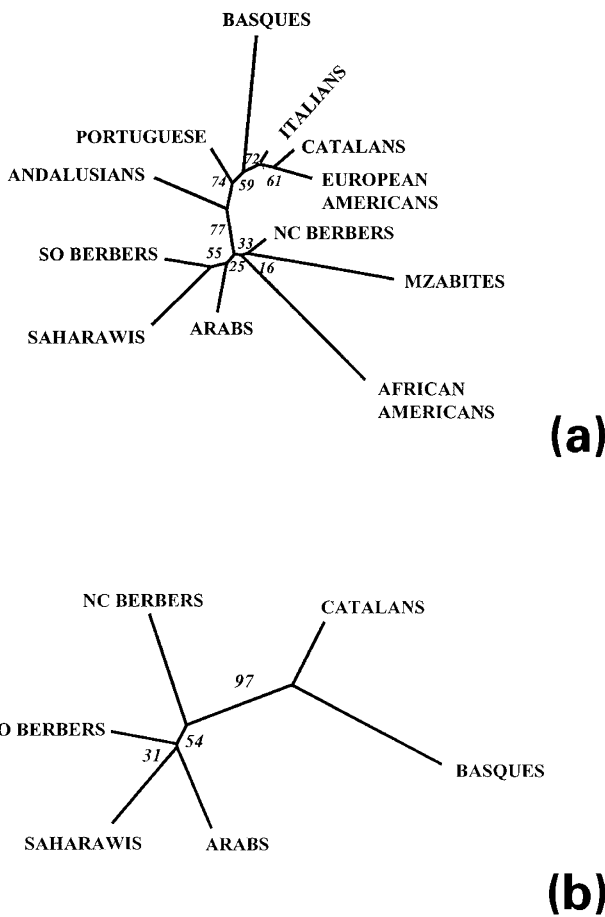 BASQUES
ITALIANS
PORTUGUESE
CATALANS
72
ANDALUSIANS
74
59
61
EUROPEAN
AMERICANS
77
NC BERBERS
SO BERBERS
55
33
25
16
MZABITES
SAHARAWIS
ARABS
AFRICAN
AMERICANS
(a)
NC BERBERS
CATALANS
97
O BERBERS
54
31
BASQUES
SAHARAWIS
ARABS
(b)